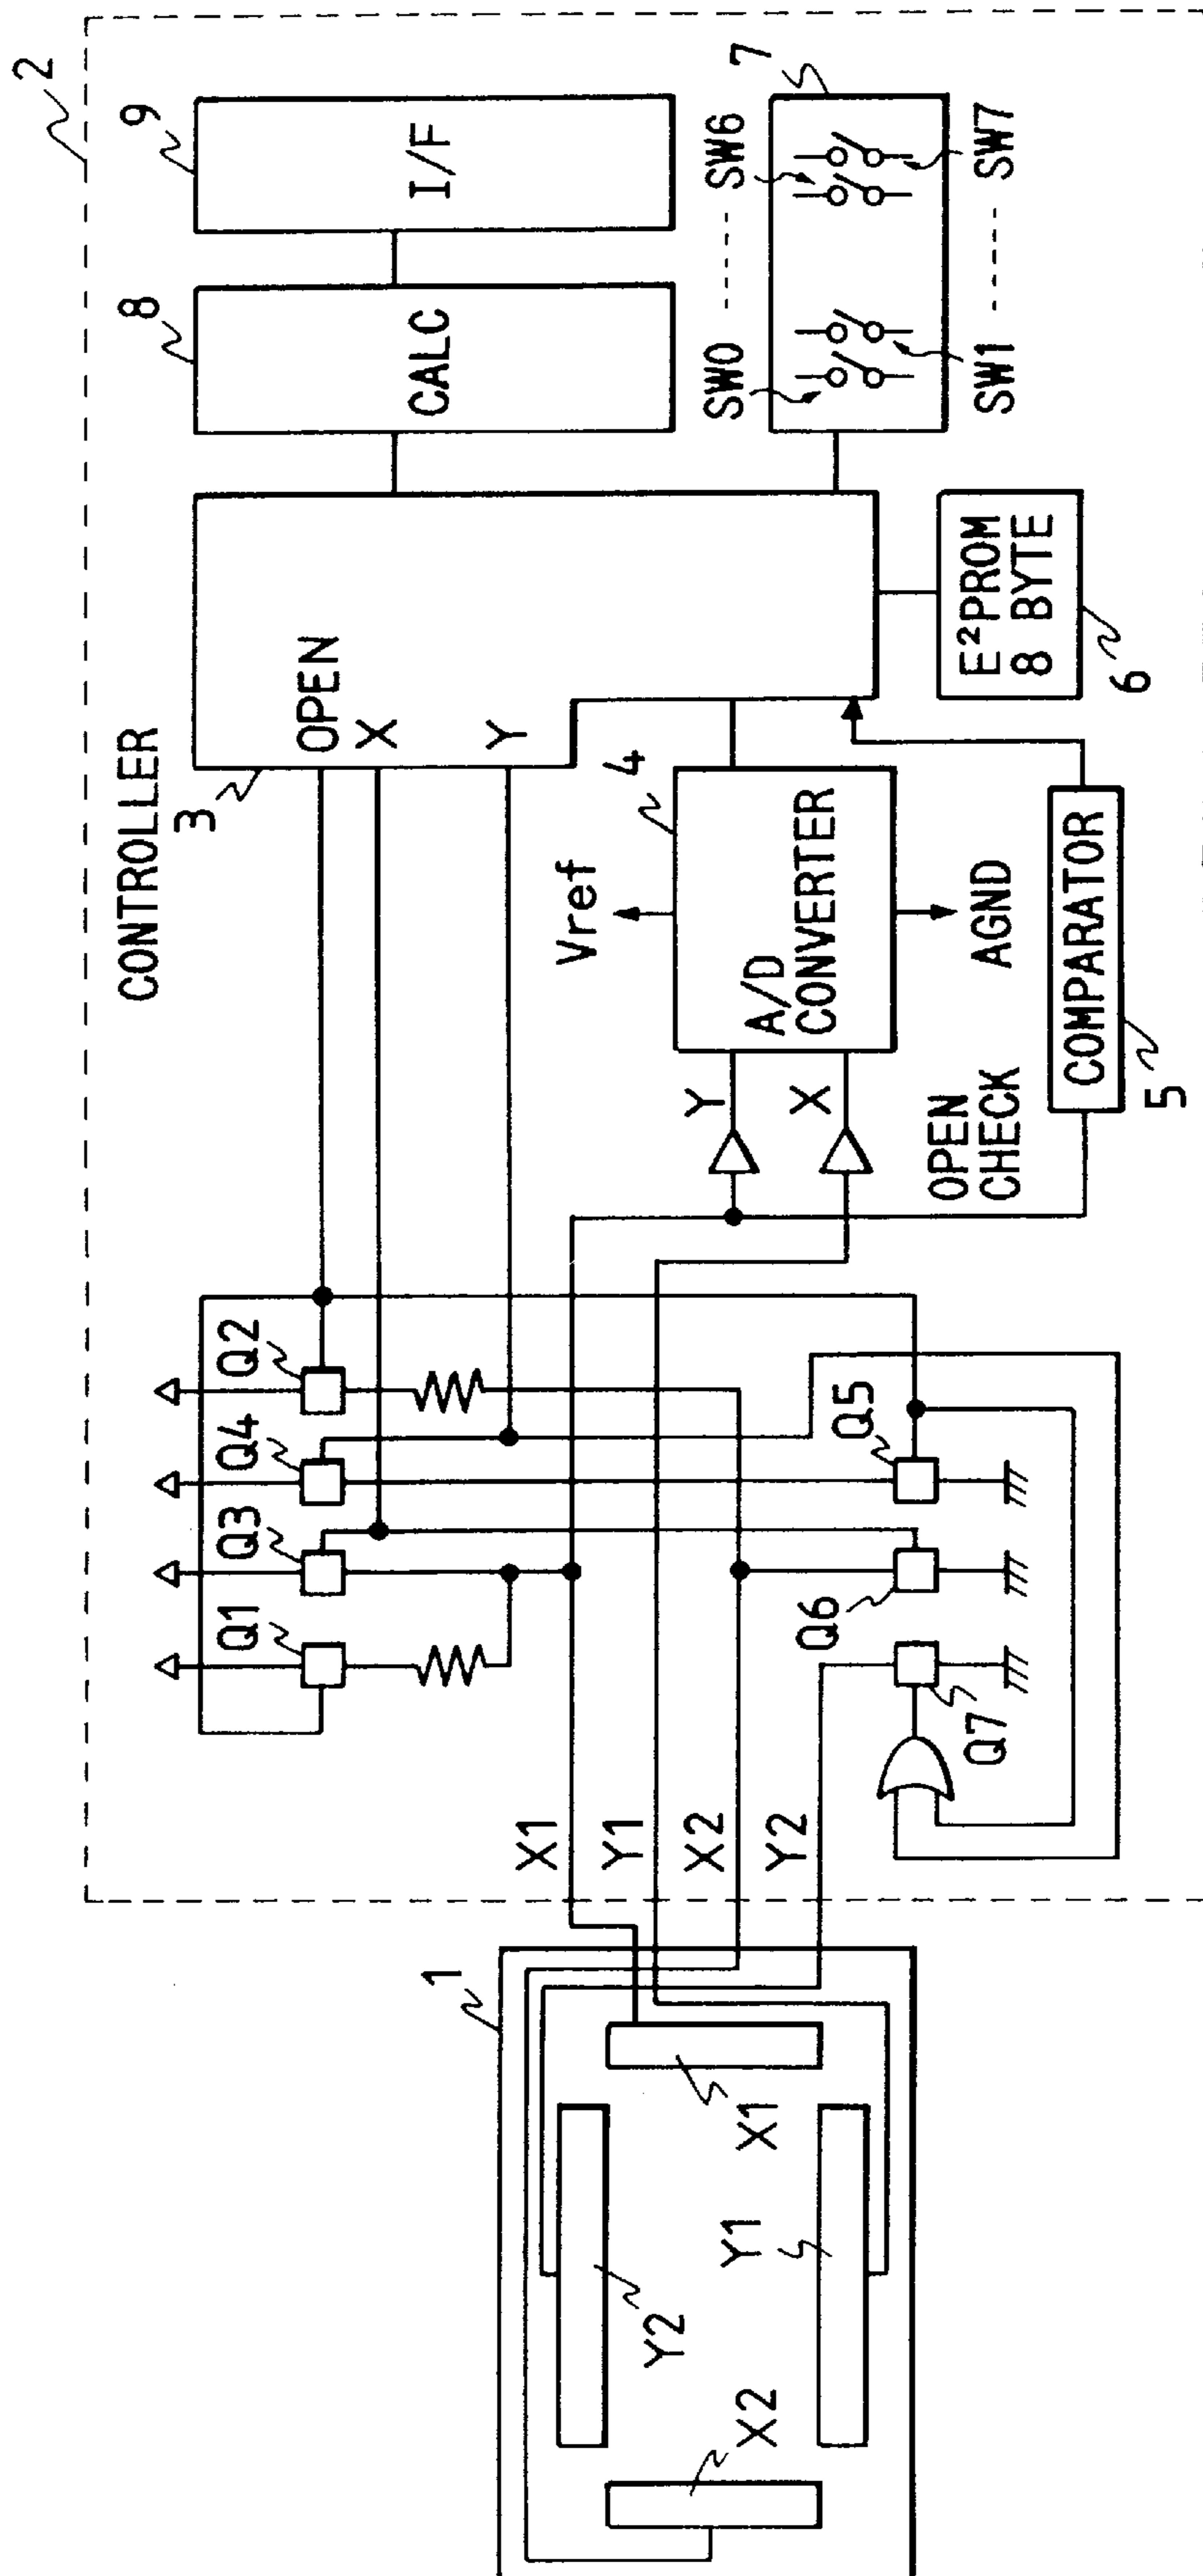 2
CONTROLLER
3
OPEN
X
Y
8
CALC
9
I/F
SW0 ----- SW6
SW1 ----- SW7
7
E²PROM
8 BYTE
6
4
Vref
A/D
CONVERTER
AGND
Y
X
OPEN
CHECK
COMPARATOR
5
Q1
Q3
Q4
Q2
Q7
Q6
Q5
X1
Y1
X2
Y2
1
X2
Y2
Y1
X1